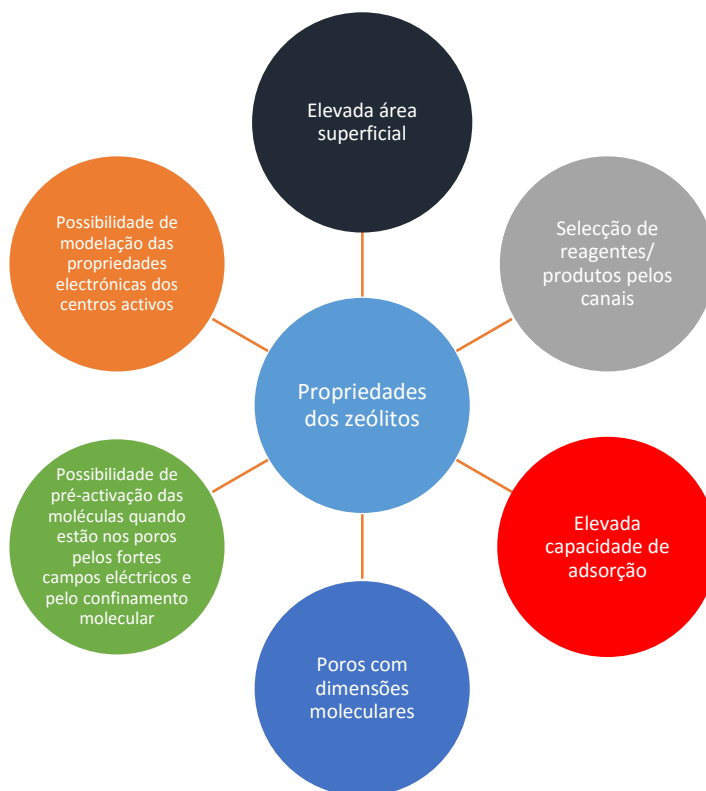 Elevada área
superficial
Possibilidade de
modelação das
propriedades
electrónicas dos
centros activos
Selecção de
reagentes/
produtos pelos
canais
Propriedades
dos zeólitos
Possibilidade de
pré-activação das
moléculas quando
estão nos poros
pelos fortes
campos eléctricos e
pelo confinamento
molecular
Elevada
capacidade de
adsorção
Poros com
dimensões
moleculares